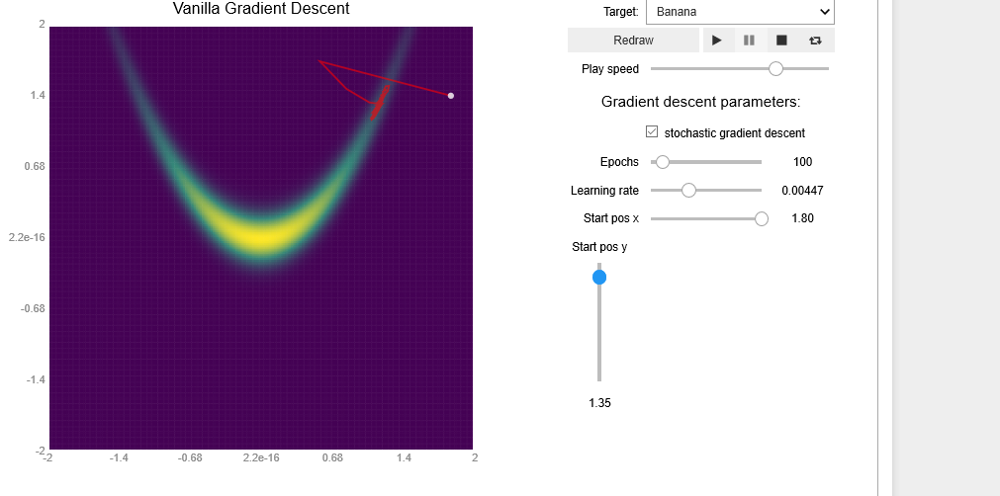 Vanilla Gradient Descent
2
1.4
0.68
2.2e-16
-0.68
-1.4
-2
-2 -1.4 -0.68 2.2e-16 0.68 1.4 2
Target: Banana
Redraw
Play speed
Gradient descent parameters:
stochastic gradient descent
Epochs 100
Learning rate 0.00447
Start pos x 1.80
Start pos y
1.35